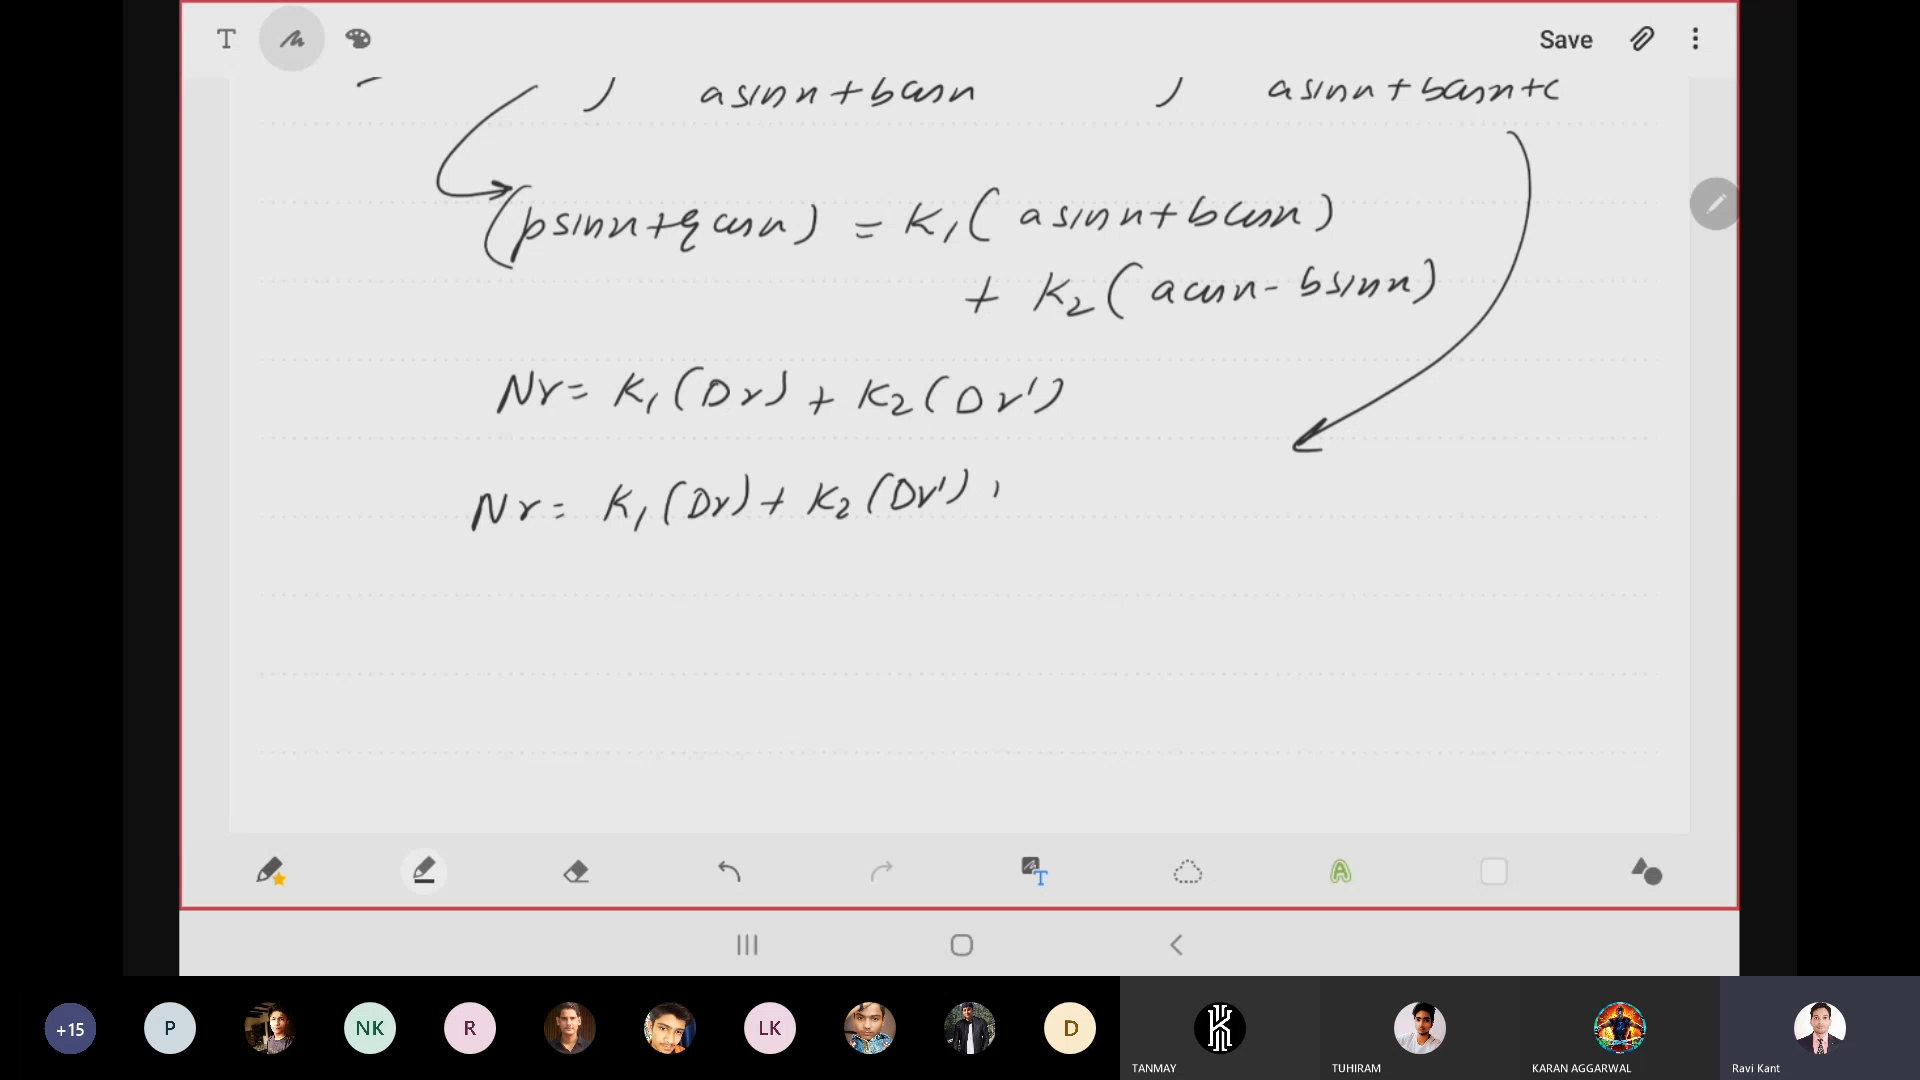 T Save
) asinx+bcosx ) asinx+bcosx+c
(psinx+qcosx) = K₁( asinx+bcosx)
+ K₂( acosx- bsinx)
Nr= K₁(Dr) + K₂(Dr')
Nr= K₁(Dr)+ K₂(Dr')
T A
+15 P NK R LK D
TANMAY TUHIRAM KARAN AGGARWAL Ravi Kant